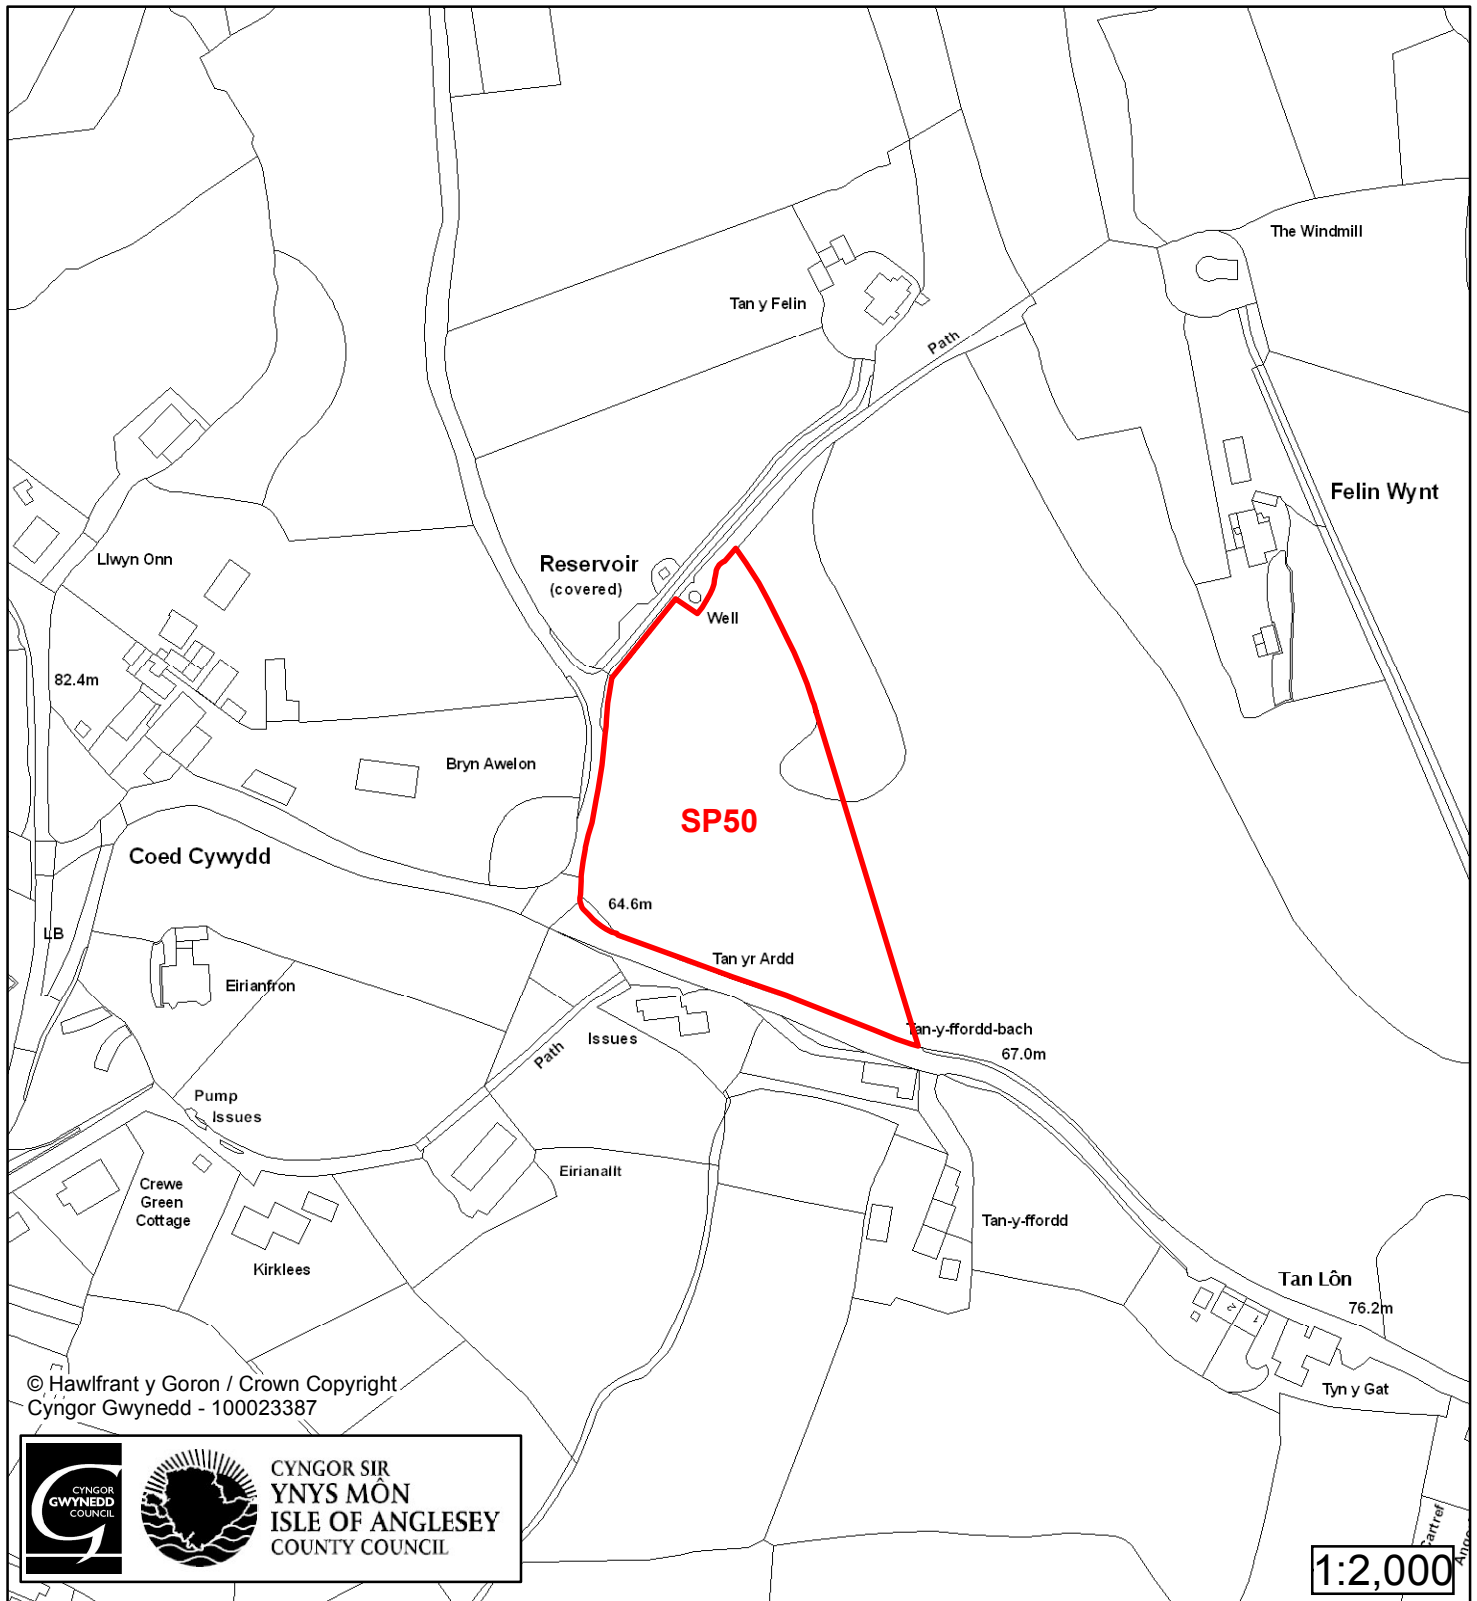 The Windmill
Tan y Felin
Path
Felin Wynt
Llwyn Onn
Reservoir
(covered)
Well
82.4m
Bryn Awelon
SP50
Coed Cywydd
64.6m
LB
Tan yr Ardd
Eirianfron
Tan-y-ffordd-bach
67.0m
Issues
Path
Pump
Issues
Eirianallt
Crewe
Green
Cottage
Tan-y-ffordd
Kirklees
Tan Lôn
76.2m
2
1
Tyn y Gat
© Hawlfrant y Goron / Crown Copyright
Cyngor Gwynedd - 100023387
CYNGOR
GWYNEDD
COUNCIL
CYNGOR SIR
YNYS MÔN
ISLE OF ANGLESEY
COUNTY COUNCIL
Cartref
1:2,000